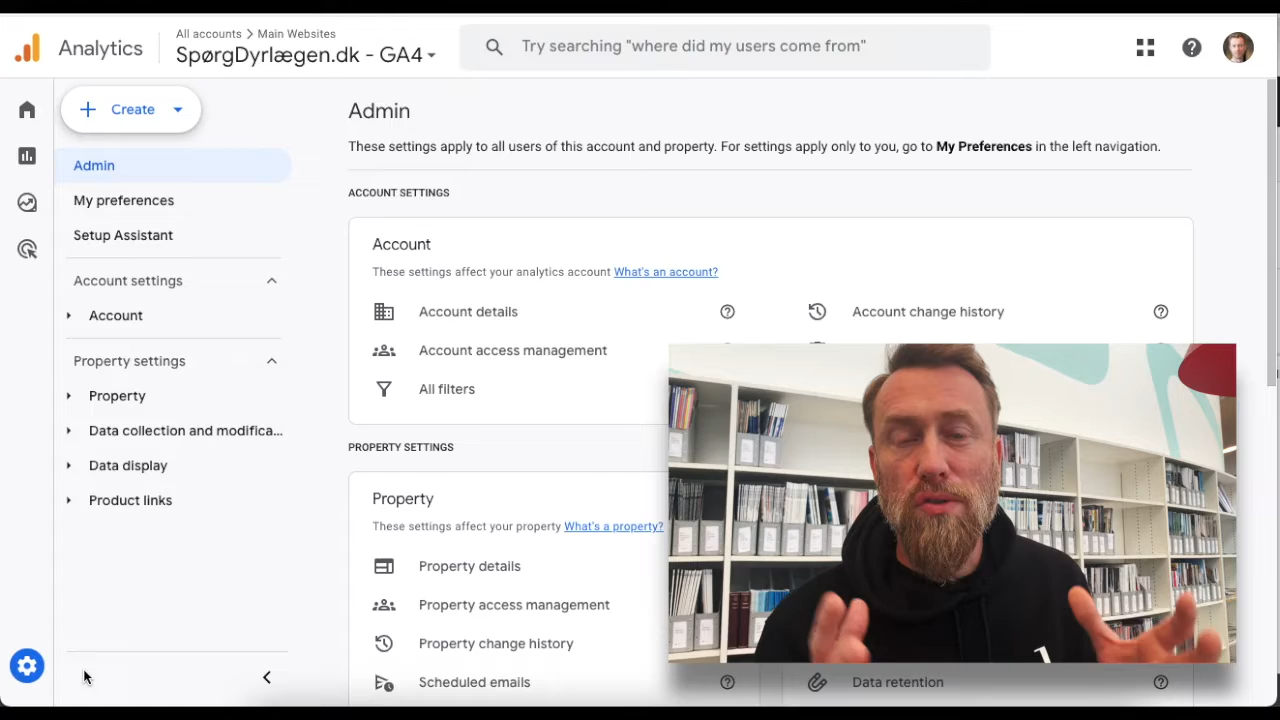 Analytics
All accounts > Main Websites
SpørgDyrlægen.dk - GA4
Try searching "where did my users come from"
Create
Admin
My preferences
Setup Assistant
Account settings
Account
Property settings
Property
Data collection and modifica...
Data display
Product links
Admin
These settings apply to all users of this account and property. For settings apply only to you, go to My Preferences in the left navigation.
ACCOUNT SETTINGS
Account
These settings affect your analytics account What's an account?
Account details
Account change history
Account access management
All filters
PROPERTY SETTINGS
Property
These settings affect your property What's a property?
Property details
Property access management
Property change history
Scheduled emails
Data retention